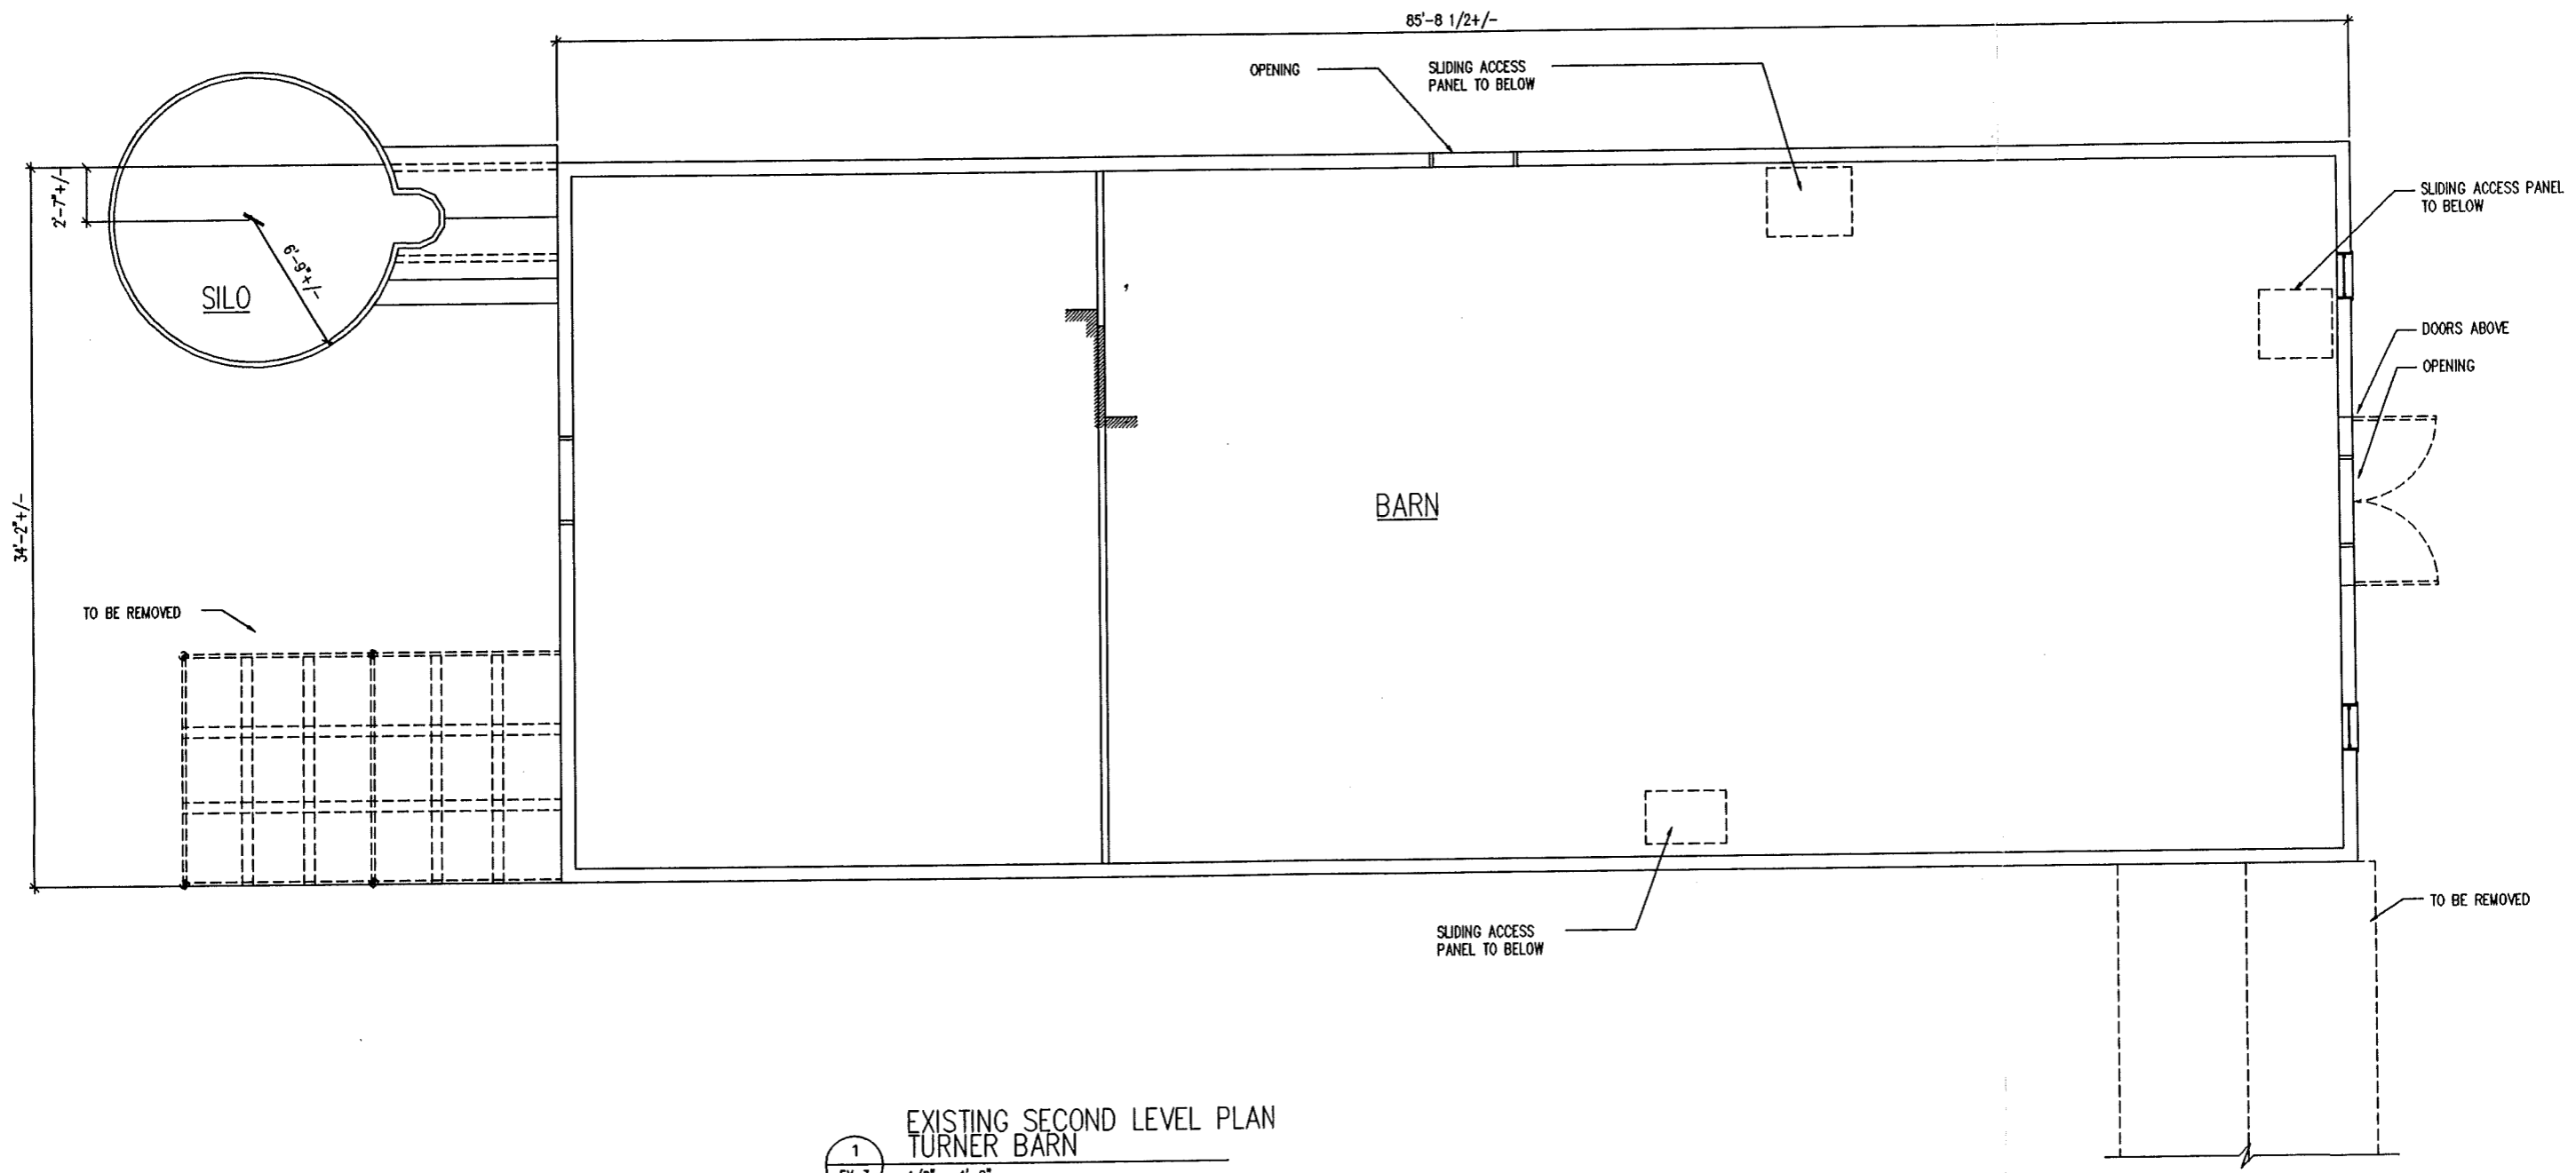 85'-8 1/2+/-
OPENING
SLIDING ACCESS
PANEL TO BELOW
SLIDING ACCESS PANEL
TO BELOW
2'-7"+/-
6'-9"+/-
SILO
DOORS ABOVE
OPENING
BARN
34'-2"+/-
TO BE REMOVED
TO BE REMOVED
SLIDING ACCESS
PANEL TO BELOW
EXISTING SECOND LEVEL PLAN
TURNER BARN
1